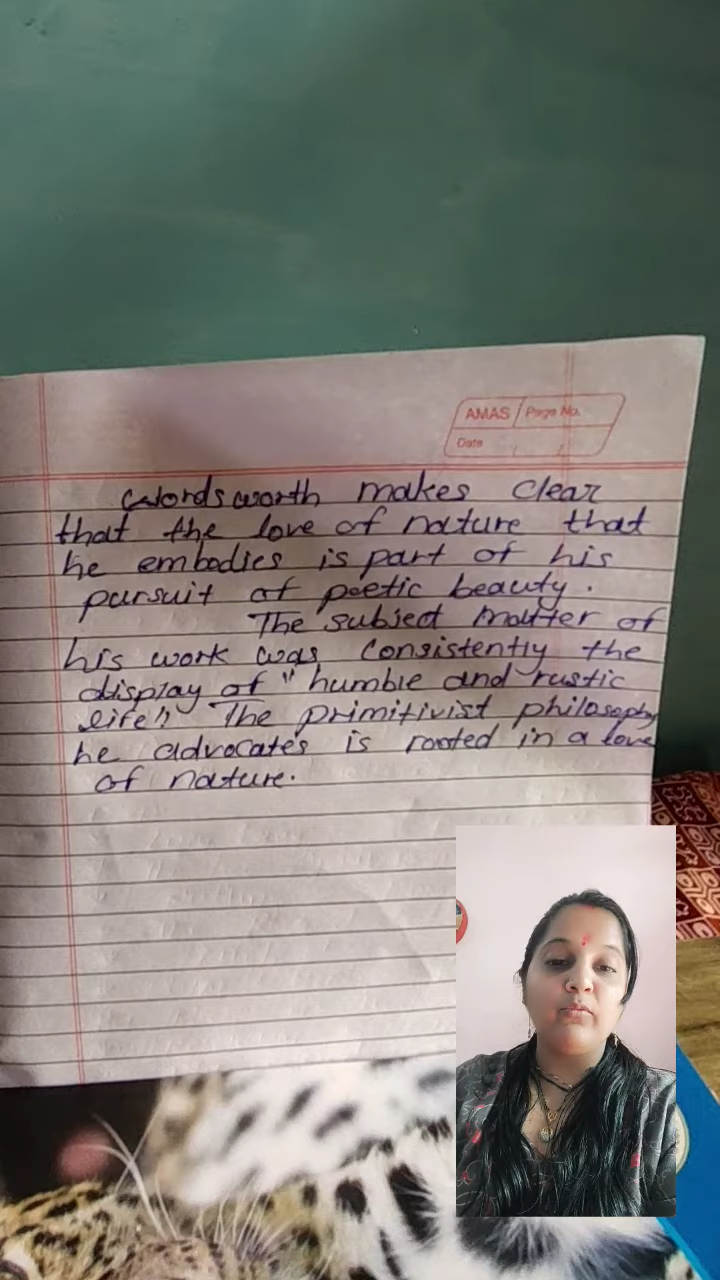 AMAS Page No.
Date
Wordsworth makes clear
that the love of nature that
he embodies is part of his
pursuit of poetic beauty.
The subject matter of
his work was consistently the
display of "humble and rustic
life". The primitivist philosophy
he advocates is rooted in a love
of nature.